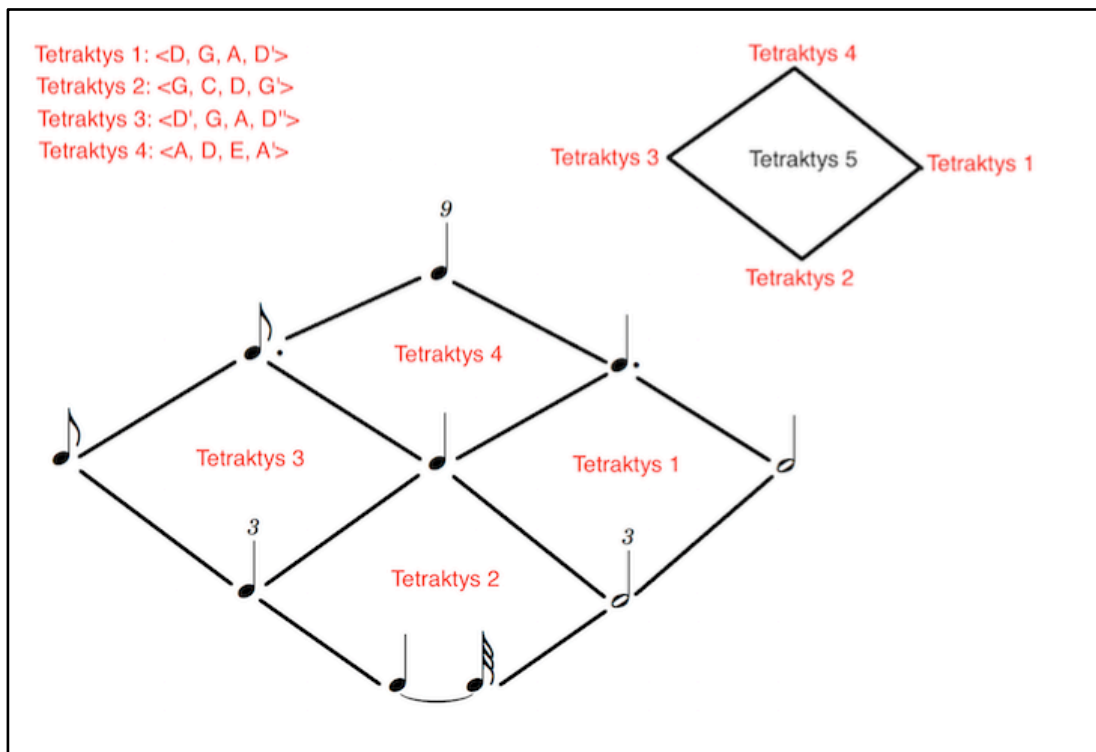 Tetraktys 1: <D, G, A, D'>
Tetraktys 2: <G, C, D, G'>
Tetraktys 3: <D', G, A, D">
Tetraktys 4: <A, D, E, A'>
Tetraktys 4
Tetraktys 3
Tetraktys 5
Tetraktys 1
Tetraktys 2
9
Tetraktys 4
Tetraktys 3
Tetraktys 1
3
3
Tetraktys 2